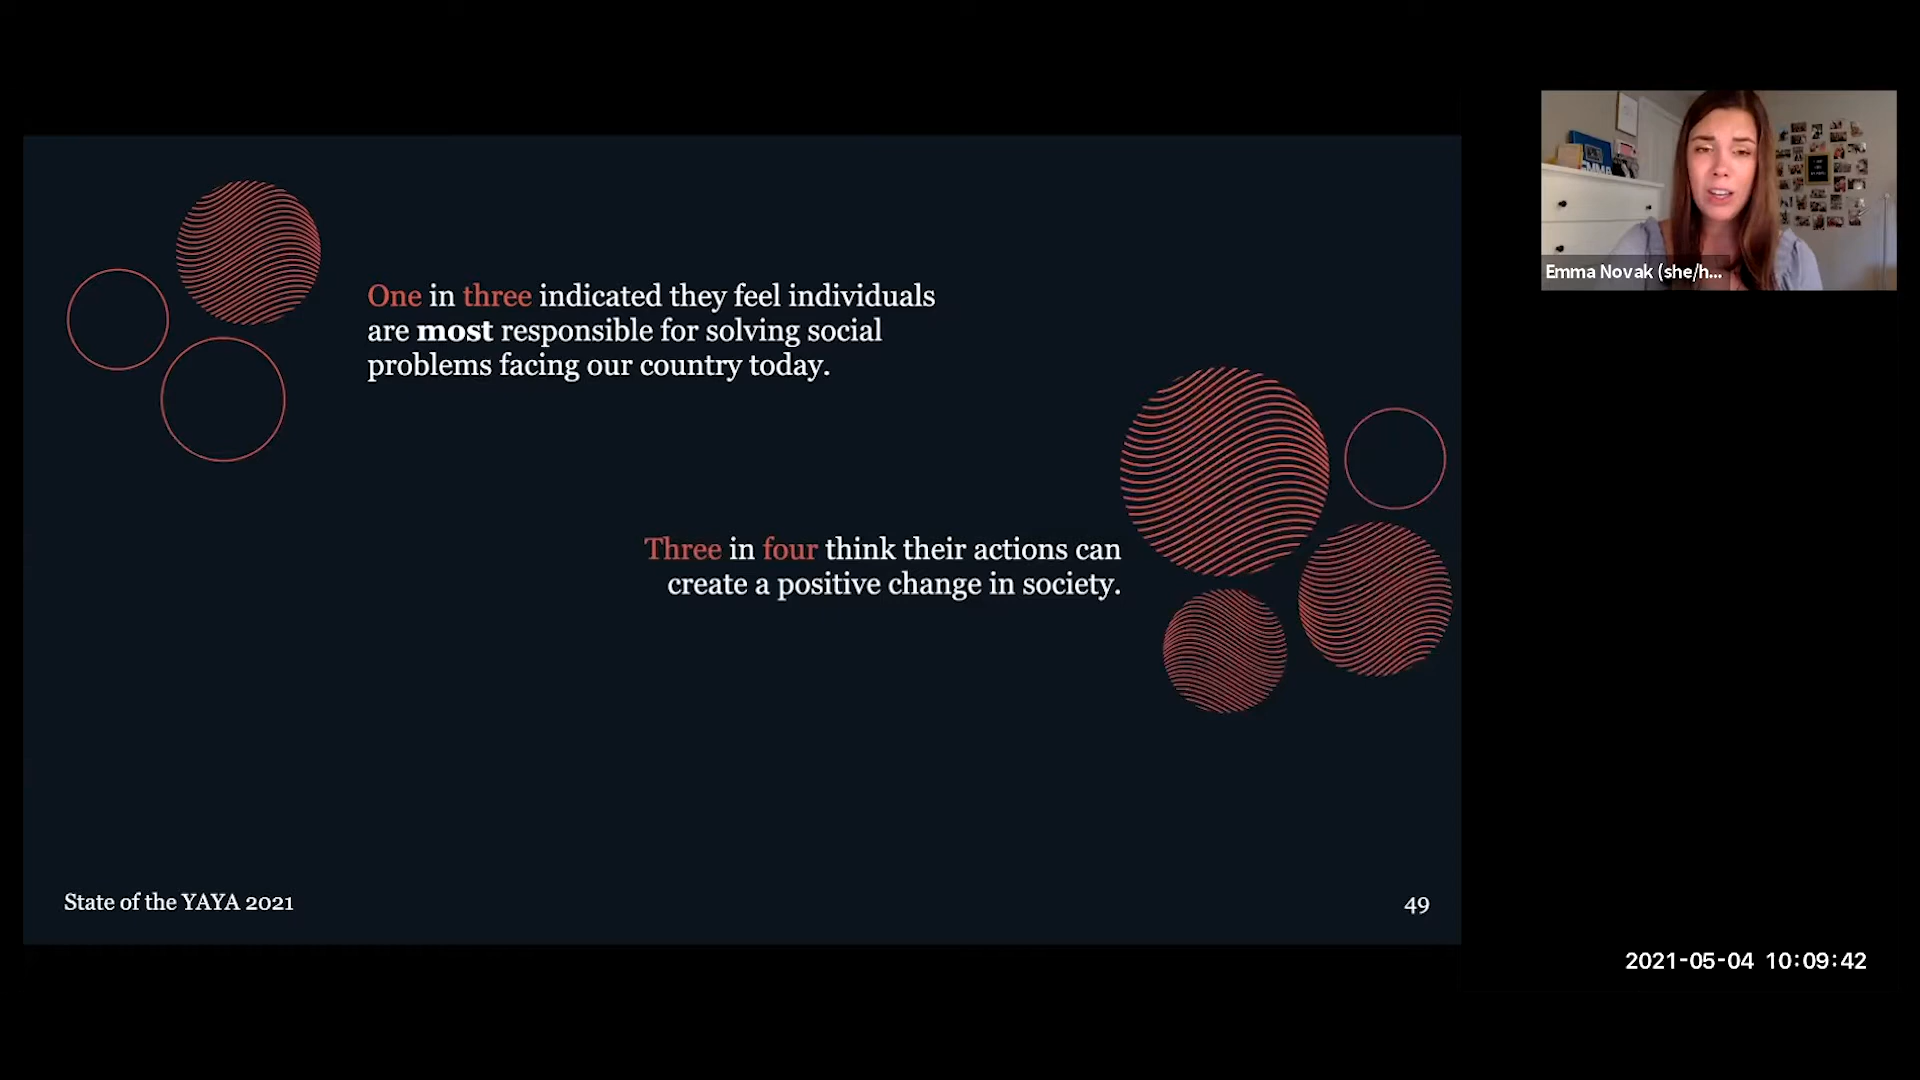 One in three indicated they feel individuals
are most responsible for solving social
problems facing our country today.
Three in four think their actions can
create a positive change in society.
State of the YAYA 2021
49
Emma Novak (she/h...
2021-05-04 10:09:42